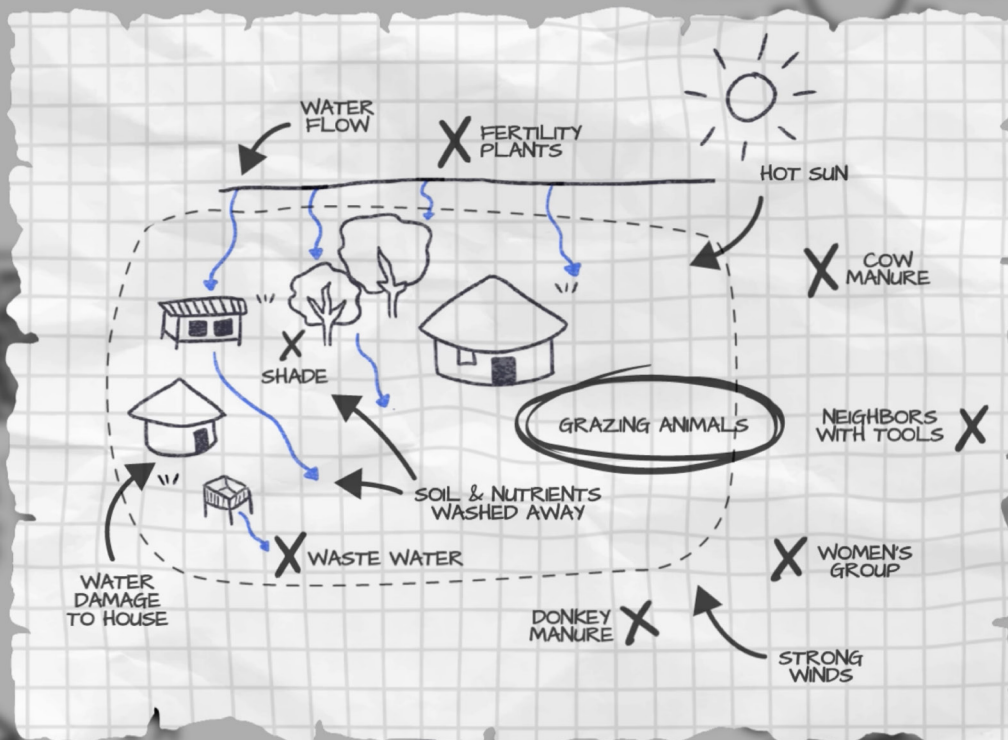 WATER
FLOW
FERTILITY
PLANTS
HOT SUN
COW
MANURE
SHADE
GRAZING ANIMALS
NEIGHBORS
WITH TOOLS
SOIL & NUTRIENTS
WASHED AWAY
WASTE WATER
WOMEN'S
GROUP
WATER
DAMAGE
TO HOUSE
DONKEY
MANURE
STRONG
WINDS